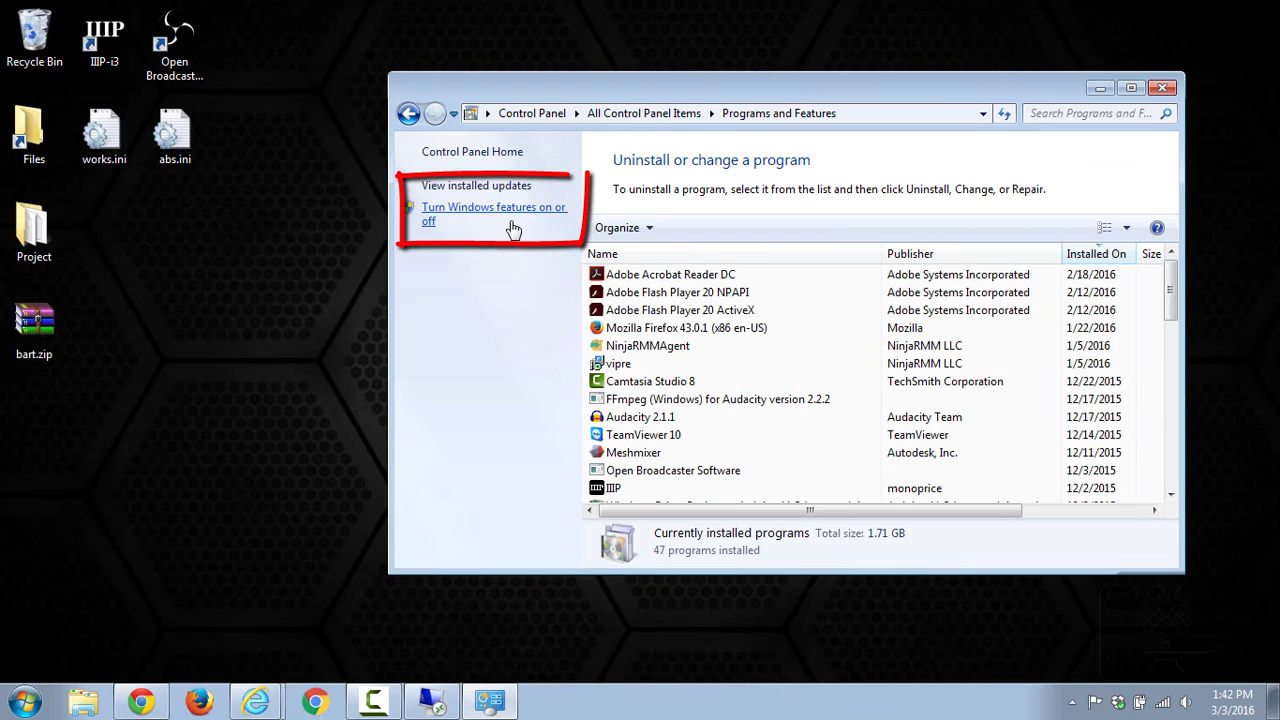 Recycle Bin
IIIP
IIIP-i3
Open
Broadcast...
Files
works.ini
abs.ini
Project
bart.zip
Control Panel
All Control Panel Items
Programs and Features
Search Programs and F...
Control Panel Home
View installed updates
Turn Windows features on or
off
Uninstall or change a program
To uninstall a program, select it from the list and then click Uninstall, Change, or Repair.
Organize
Name Publisher Installed On Size
Adobe Acrobat Reader DC Adobe Systems Incorporated 2/18/2016
Adobe Flash Player 20 NPAPI Adobe Systems Incorporated 2/12/2016
Adobe Flash Player 20 ActiveX Adobe Systems Incorporated 2/12/2016
Mozilla Firefox 43.0.1 (x86 en-US) Mozilla 1/22/2016
NinjaRMMAgent NinjaRMM LLC 1/5/2016
vipre NinjaRMM LLC 1/5/2016
Camtasia Studio 8 TechSmith Corporation 12/22/2015
FFmpeg (Windows) for Audacity version 2.2.2 12/17/2015
Audacity 2.1.1 Audacity Team 12/17/2015
TeamViewer 10 TeamViewer 12/14/2015
Meshmixer Autodesk, Inc. 12/11/2015
Open Broadcaster Software 12/3/2015
IIIP monoprice 12/2/2015
Currently installed programs Total size: 1.71 GB
47 programs installed
1:42 PM
3/3/2016